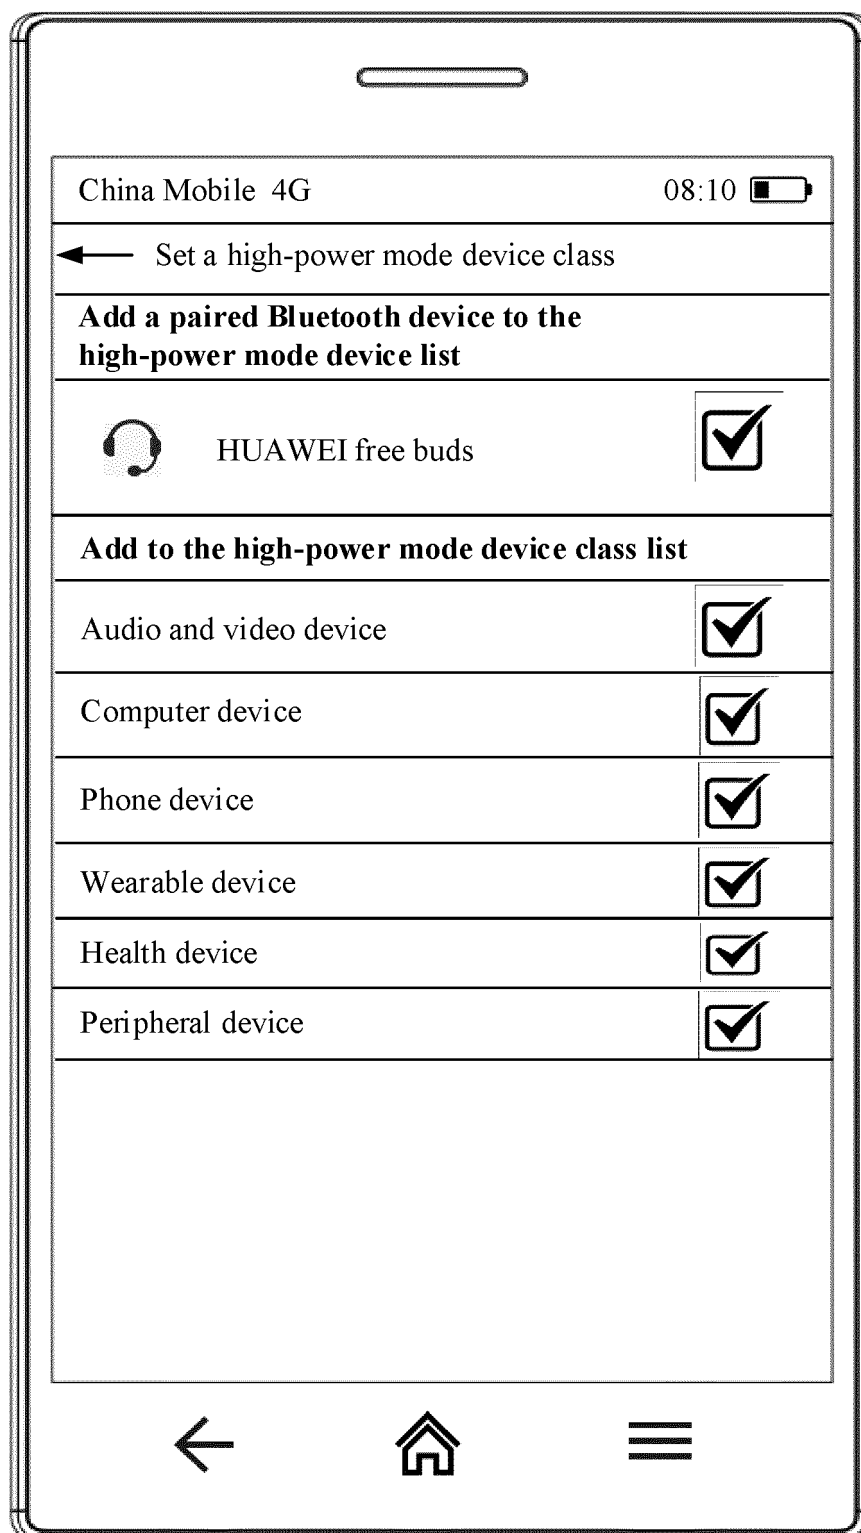 China Mobile 4G 08:10
Set a high-power mode device class
Add a paired Bluetooth device to the
high-power mode device list
HUAWEI free buds
Add to the high-power mode device class list
Audio and video device
Computer device
Phone device
Wearable device
Health device
Peripheral device